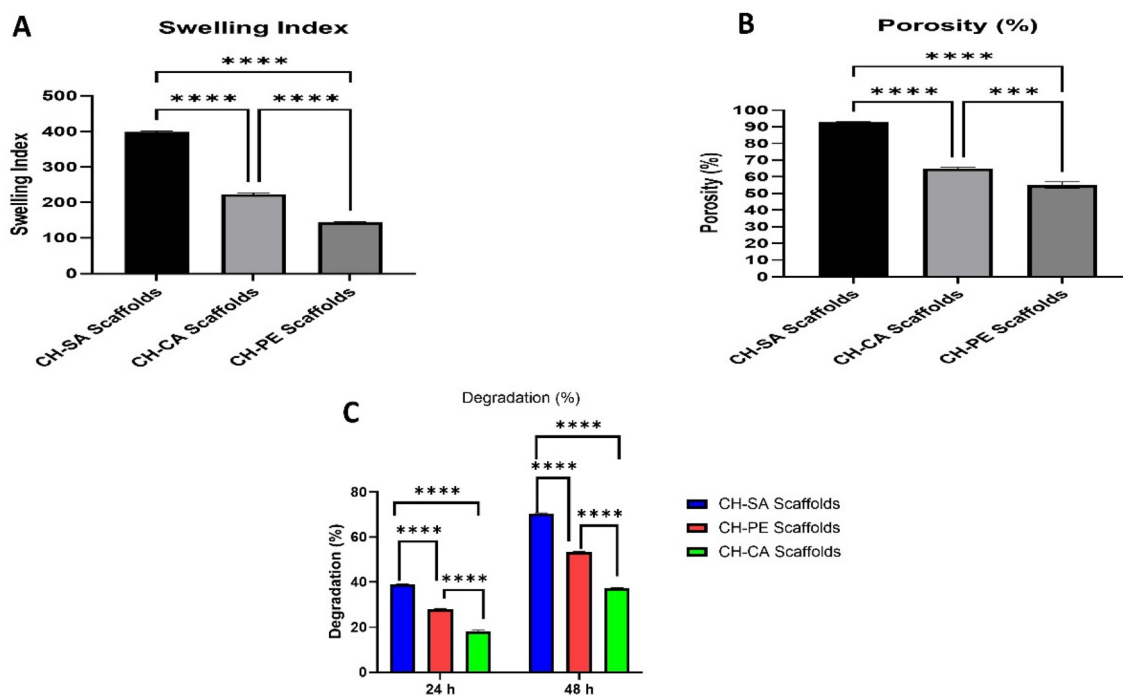 A
Swelling Index
****
**** ****
Swelling Index
500
400
300
200
100
0
CH-SA Scaffolds
CH-CA Scaffolds
CH-PE Scaffolds
B
Porosity (%)
****
**** ***
Porosity (%)
100
90
80
70
60
50
40
30
20
10
0
CH-SA Scaffolds
CH-CA Scaffolds
CH-PE Scaffolds
C
Degradation (%)
****
****
****
****
****
****
Degradation (%)
80
60
40
20
0
24 h
48 h
CH-SA Scaffolds
CH-PE Scaffolds
CH-CA Scaffolds